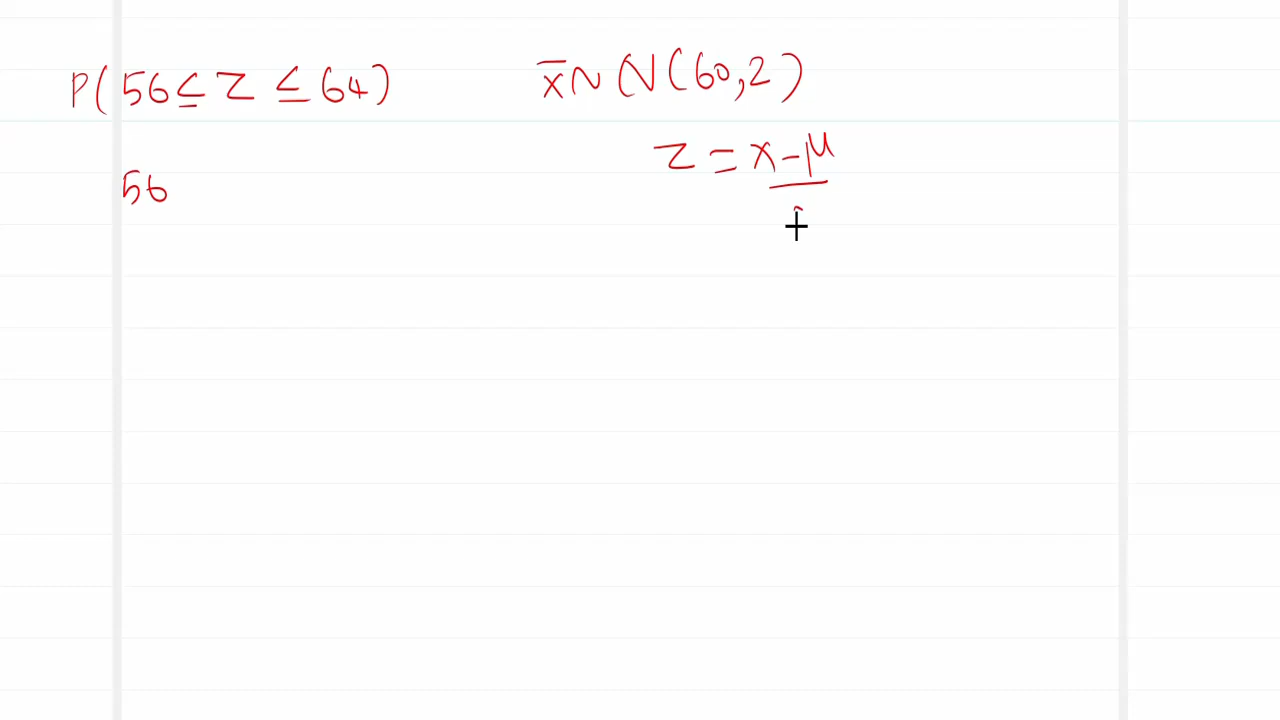 P(56 ≤ Z ≤ 64)
x̄ ~ N(60,2)
Z = x-μ
56